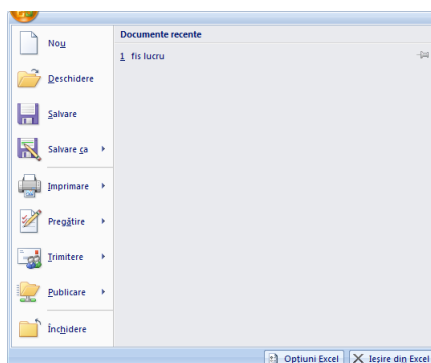 Nou
Deschidere
Salvare
Salvare ca
Imprimare
Pregătire
Trimitere
Publicare
Închidere
Documente recente
1 fis lucru
Opțiuni Excel
Ieșire din Excel